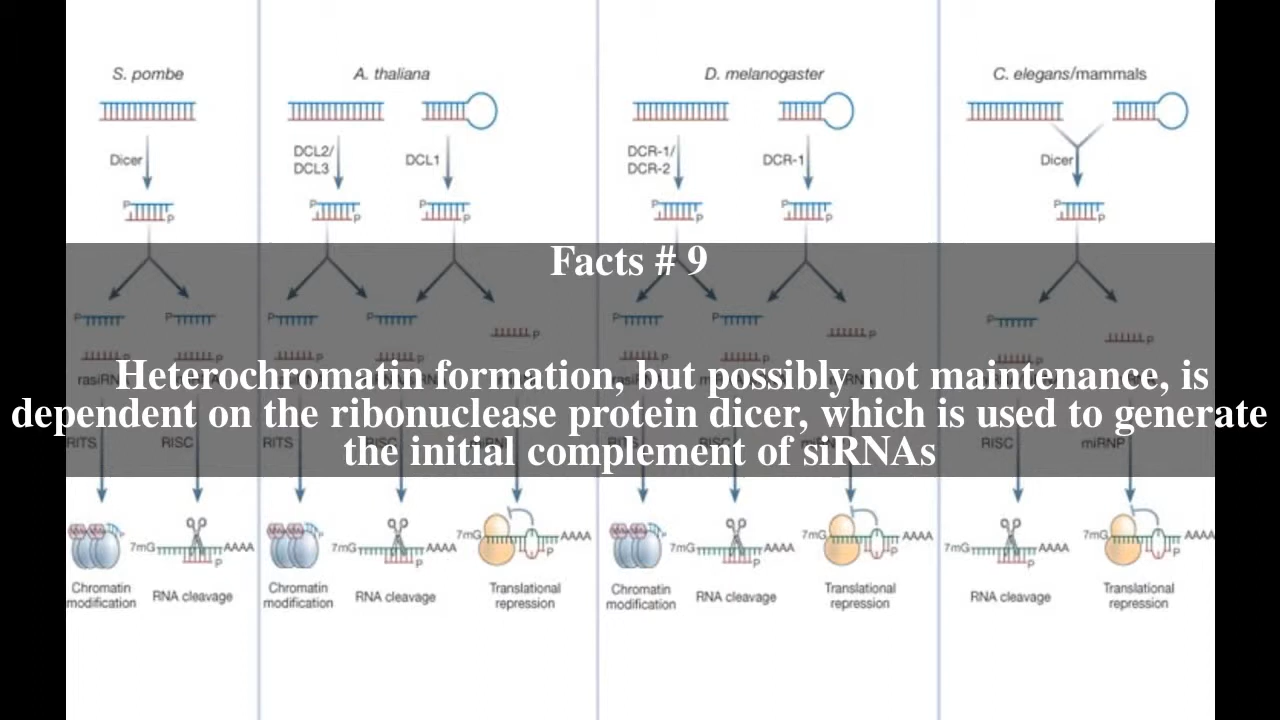 S. pombe
A. thaliana
D. melanogaster
C. elegans/mammals
Dicer
DCL2/
DCL3
DCL1
DCR-1/
DCR-2
DCR-1
Dicer
P P
P P
P P
P P
P P
P P
Facts # 9
P P P P P P P P P P
Heterochromatin formation, but possibly not maintenance, is
dependent on the ribonuclease protein dicer, which is used to generate
the initial complement of siRNAs
RITS RISC RITS RISC RISC RISC miRNP
7mG AAAA P
7mG AAAA P
7mG AAAA P
7mG AAAA P
7mG AAAA P
7mG AAAA P
7mG AAAA P
Chromatin
modification
RNA cleavage
Chromatin
modification
RNA cleavage
Translational
repression
Chromatin
modification
RNA cleavage
Translational
repression
RNA cleavage
Translational
repression